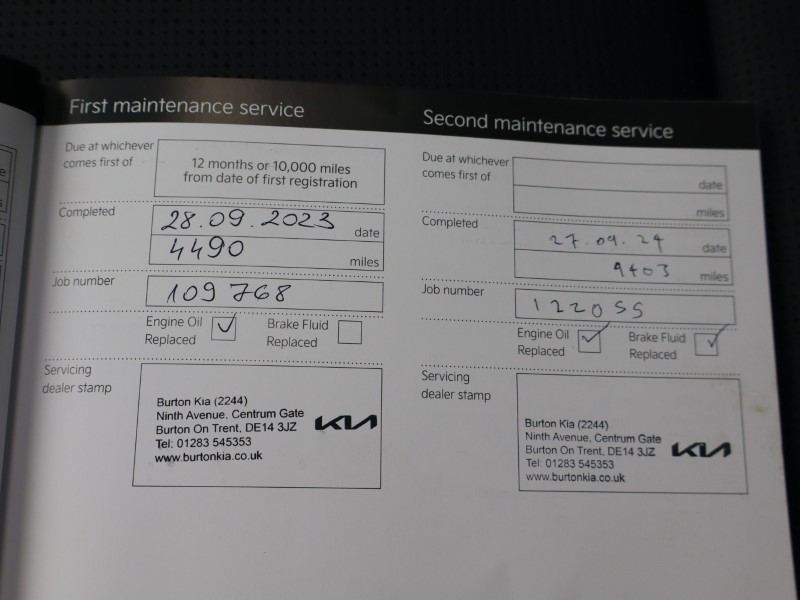 First maintenance service
Due at whichever
comes first of
12 months or 10,000 miles
from date of first registration
Completed
28.09.2023 date
4490 miles
Job number
109768
Engine Oil
Replaced
Brake Fluid
Replaced
Servicing
dealer stamp
Burton Kia (2244)
Ninth Avenue, Centrum Gate
Burton On Trent, DE14 3JZ
Tel: 01283 545353
www.burtonkia.co.uk
KIA
Second maintenance service
Due at whichever
comes first of
date
miles
Completed
27.09.24 date
9403 miles
Job number
122055
Engine Oil
Replaced
Brake Fluid
Replaced
Servicing
dealer stamp
Burton Kia (2244)
Ninth Avenue, Centrum Gate
Burton On Trent, DE14 3JZ
Tel: 01283 545353
www.burtonkia.co.uk
KIA